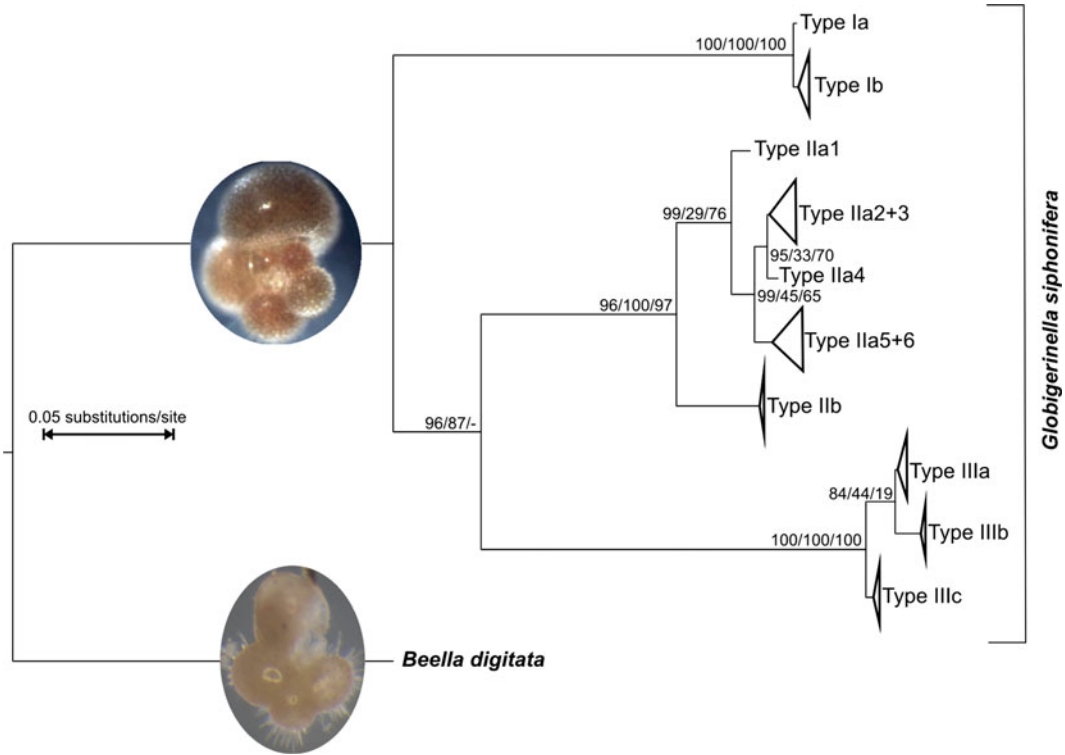 Type Ia
100/100/100
Type Ib
Type IIa1
Type IIa2+3
99/29/76
95/33/70
Type IIa4
99/45/65
96/100/97
Type IIa5+6
Type IIb
0.05 substitutions/site
96/87/-
Type IIIa
84/44/19
Type IIIb
100/100/100
Type IIIc
Globigerinella siphonifera
Beella digitata